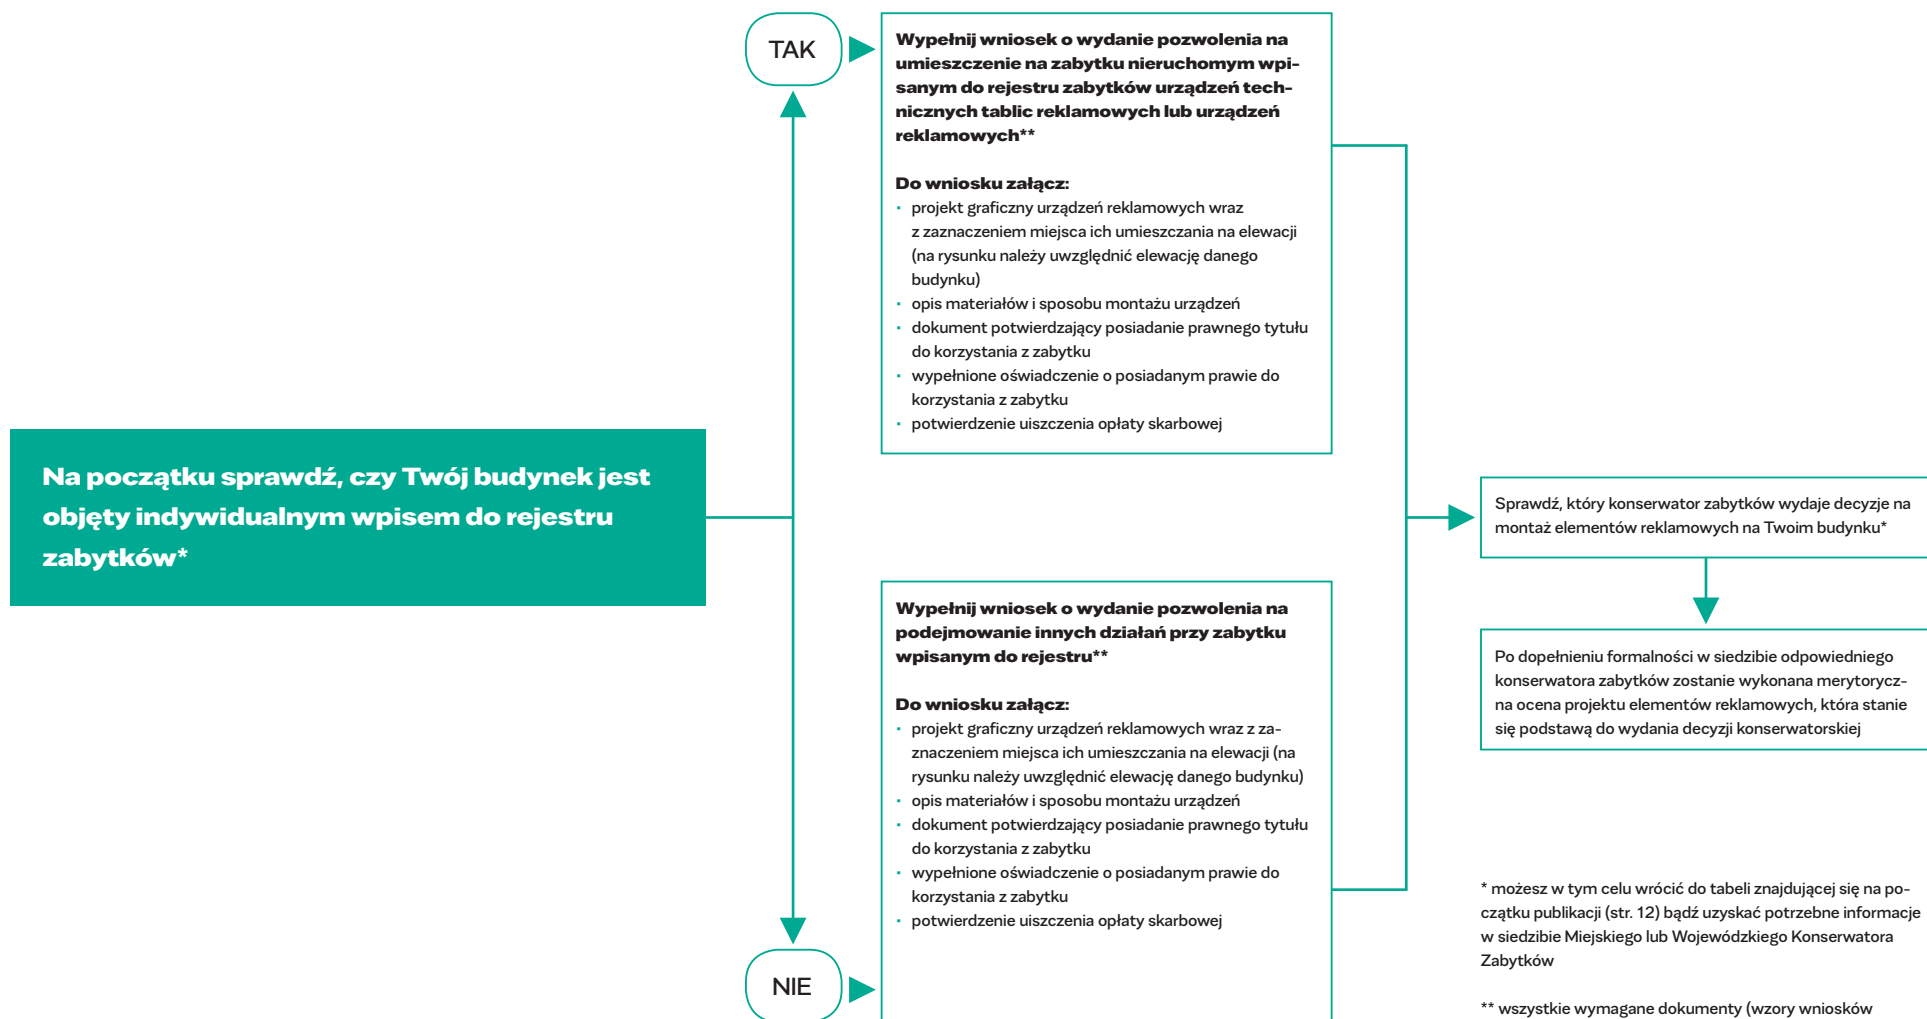 Na początku sprawdź, czy Twój budynek jest
objęty indywidualnym wpisem do rejestru
zabytków*
TAK
Wypełnij wniosek o wydanie pozwolenia na
umieszczenie na zabytku nieruchomym wpi-
sanym do rejestru zabytków urządzeń tech-
nicznych tablic reklamowych lub urządzeń
reklamowych**
Do wniosku załącz:
• projekt graficzny urządzeń reklamowych wraz
z zaznaczeniem miejsca ich umieszczania na elewacji
(na rysunku należy uwzględnić elewację danego
budynku)
• opis materiałów i sposobu montażu urządzeń
• dokument potwierdzający posiadanie prawnego tytułu
do korzystania z zabytku
• wypełnione oświadczenie o posiadanym prawie do
korzystania z zabytku
• potwierdzenie uiszczenia opłaty skarbowej
NIE
Wypełnij wniosek o wydanie pozwolenia na
podejmowanie innych działań przy zabytku
wpisanym do rejestru**
Do wniosku załącz:
• projekt graficzny urządzeń reklamowych wraz z za-
znaczeniem miejsca ich umieszczania na elewacji (na
rysunku należy uwzględnić elewację danego budynku)
• opis materiałów i sposobu montażu urządzeń
• dokument potwierdzający posiadanie prawnego tytułu
do korzystania z zabytku
• wypełnione oświadczenie o posiadanym prawie do
korzystania z zabytku
• potwierdzenie uiszczenia opłaty skarbowej
Sprawdź, który konserwator zabytków wydaje decyzje na
montaż elementów reklamowych na Twoim budynku*
Po dopełnieniu formalności w siedzibie odpowiedniego
konserwatora zabytków zostanie wykonana merytorycz-
na ocena projektu elementów reklamowych, która stanie
się podstawą do wydania decyzji konserwatorskiej
* możesz w tym celu wrócić do tabeli znajdującej się na po-
czątku publikacji (str. 12) bądź uzyskać potrzebne informacje
w siedzibie Miejskiego lub Wojewódzkiego Konserwatora
Zabytków
** wszystkie wymagane dokumenty (wzory wniosków